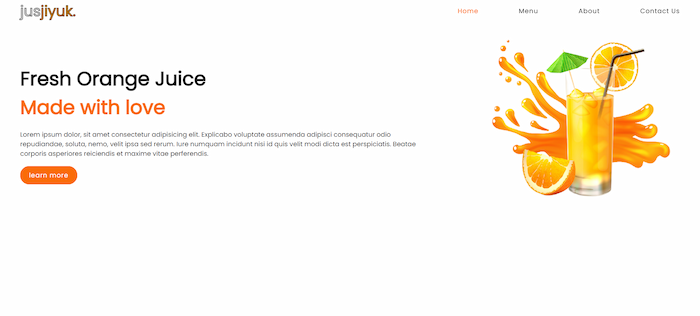 jusjiyuk.
Home Menu About Contact Us
Fresh Orange Juice
Made with love
Lorem ipsum dolor, sit amet consectetur adipisicing elit. Explicabo voluptate assumenda adipisci consequatur odio
repudiandae, soluta, nemo, velit ipsa sed rerum. Iure numquam incidunt nisi id quis velit modi dicta est perspiciatis. Beatae
corporis asperiores reiciendis et maxime vitae perferendis.
learn more